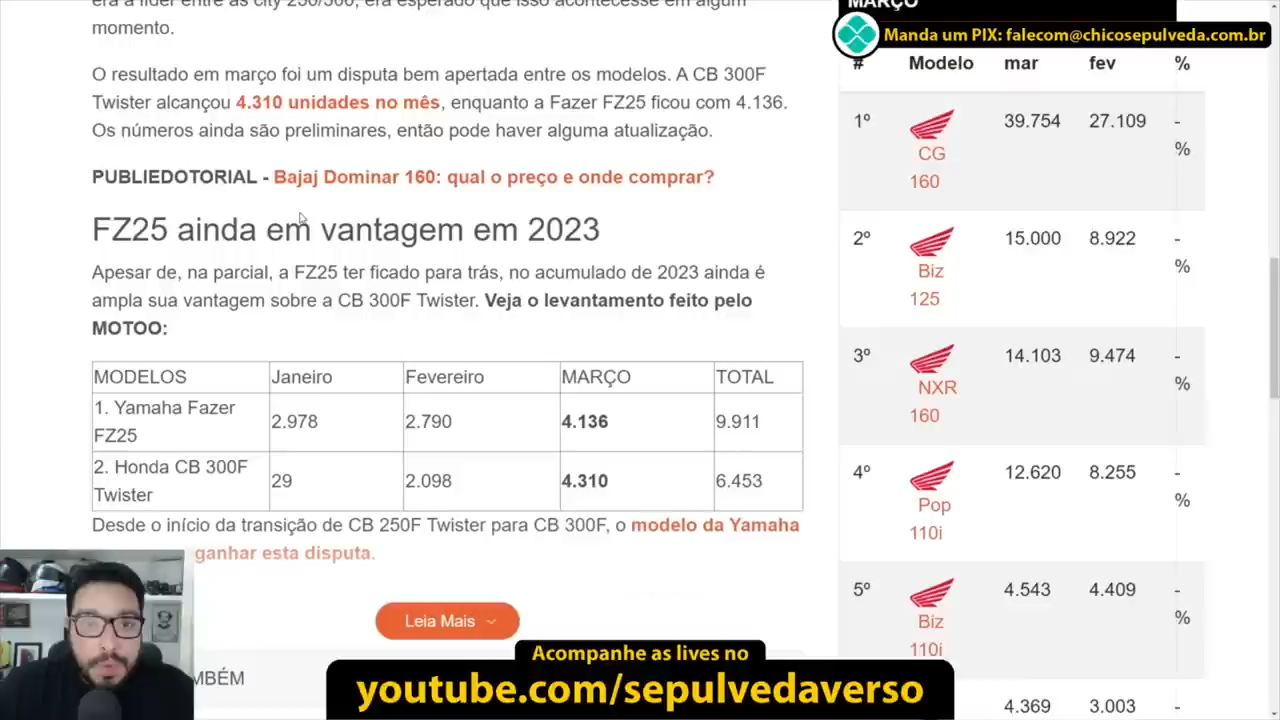 era a líder entre as city 250/300, era esperado que isso acontecesse em algum
momento.
O resultado em março foi um disputa bem apertada entre os modelos. A CB 300F
Twister alcançou 4.310 unidades no mês, enquanto a Fazer FZ25 ficou com 4.136.
Os números ainda são preliminares, então pode haver alguma atualização.
PUBLIEDOTORIAL - Bajaj Dominar 160: qual o preço e onde comprar?
FZ25 ainda em vantagem em 2023
Apesar de, na parcial, a FZ25 ter ficado para trás, no acumulado de 2023 ainda é
ampla sua vantagem sobre a CB 300F Twister. Veja o levantamento feito pelo
MOTOO:
MODELOS Janeiro Fevereiro MARÇO TOTAL
1. Yamaha Fazer
FZ25 2.978 2.790 4.136 9.911
2. Honda CB 300F
Twister 29 2.098 4.310 6.453
Desde o início da transição de CB 250F Twister para CB 300F, o modelo da Yamaha
ganhar esta disputa.
Leia Mais
MBÉM
MARÇO
Manda um PIX: falecom@chicosepulveda.com.br
# Modelo mar fev %
1º CG 160 39.754 27.109 - %
2º Biz 125 15.000 8.922 - %
3º NXR 160 14.103 9.474 - %
4º Pop 110i 12.620 8.255 - %
5º Biz 110i 4.543 4.409 - %
4.369 3.003 -
Acompanhe as lives no
youtube.com/sepulvedaverso